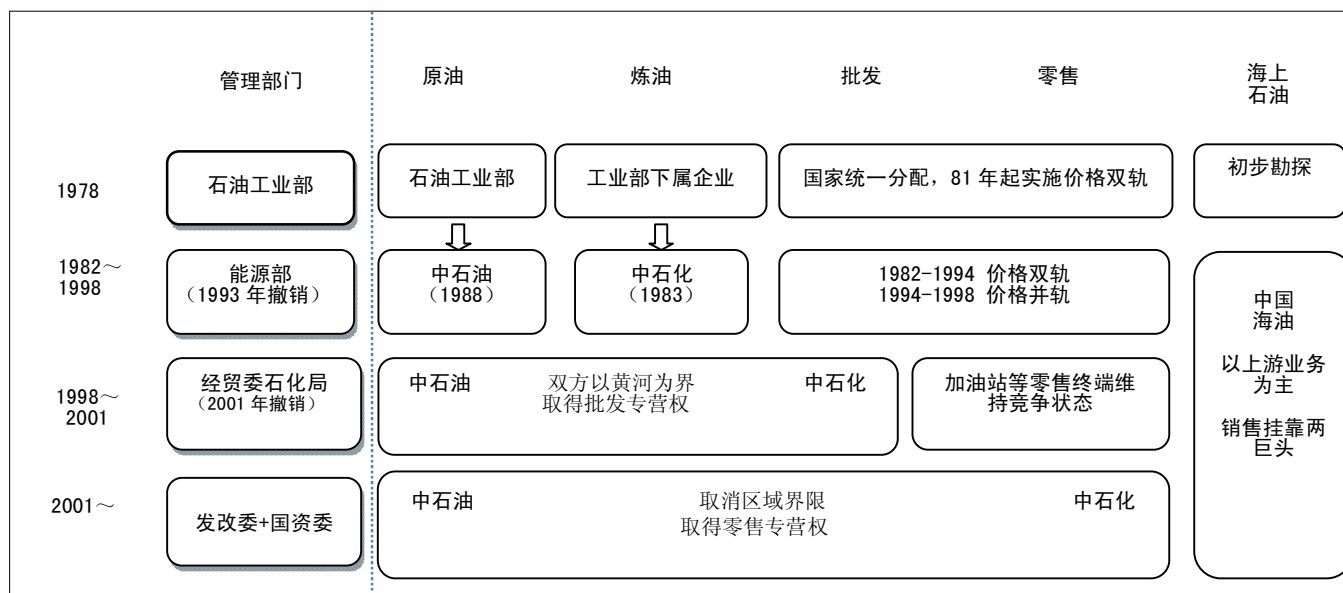 管理部门
原油
炼油
批发
零售
海上
石油
1978
石油工业部
石油工业部
工业部下属企业
国家统一分配，81 年起实施价格双轨
初步勘探
1982～
1998
能源部
（1993 年撤销）
中石油
（1988）
中石化
（1983）
1982-1994 价格双轨
1994-1998 价格并轨
中国
海油
以上游业务
为主
销售挂靠两
巨头
1998～
2001
经贸委石化局
（2001 年撤销）
中石油
双方以黄河为界
取得批发专营权
中石化
加油站等零售终端维
持竞争状态
2001～
发改委+国资委
中石油
取消区域界限
取得零售专营权
中石化